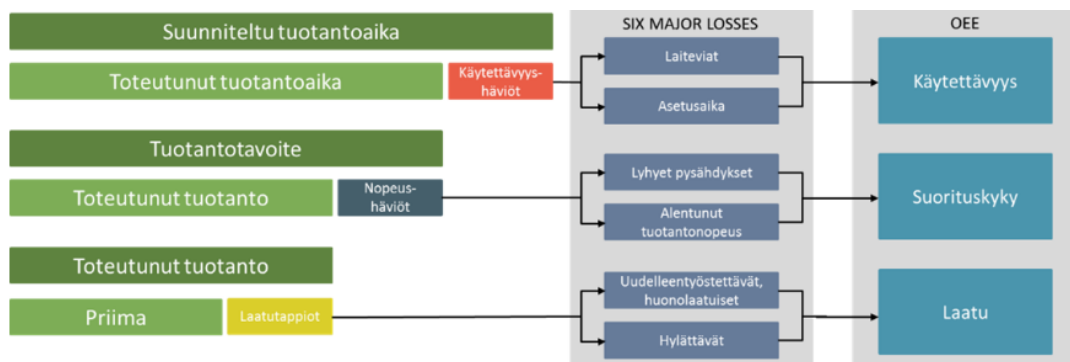 SIX MAJOR LOSSES
OEE
Suunniteltu tuotantoaika
Toteutunut tuotantoaika
Käytettävyys-
häviöt
Laiteviat
Asetusaika
Käytettävyys
Tuotantotavoite
Toteutunut tuotanto
Nopeus-
häviöt
Lyhyet pysähdykset
Alentunut
tuotantonopeus
Suorituskyky
Toteutunut tuotanto
Priima
Laatutappiot
Uudelleentyöstettävät,
huonolaatuiset
Hylättävät
Laatu